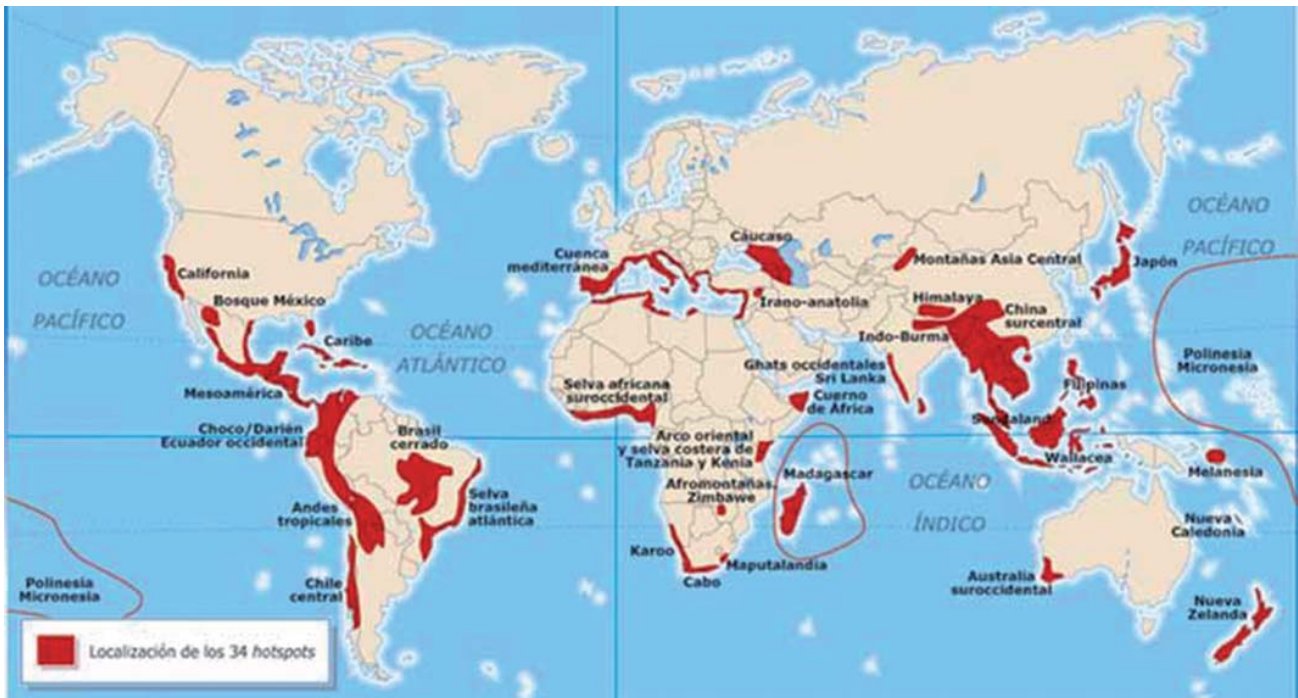 OCÉANO
PACÍFICO
California
Bosque México
OCÉANO
ATLÁNTICO
Caribe
Mesoamérica
Choco/Darién
Ecuador occidental
Brasil
cerrado
Andes
tropicales
Selva
brasileña
atlántica
Chile
central
Polinesia
Micronesia
Cuenca
mediterránea
Cáucaso
Irano-anatolia
Montañas Asia Central
Himalaya
China
surcentral
Indo-Burma
Japón
OCÉANO
PACÍFICO
Polinesia
Micronesia
Ghats occidentales
Sri Lanka
Selva africana
suroccidental
Cuerno
de África
Filipinas
Sundaland
Wallacea
Melanesia
Arco oriental
y selva costera de
Tanzania y Kenia
Madagascar
Afromontañas
Zimbawe
OCÉANO
ÍNDICO
Karoo
Cabo
Maputalandia
Nueva
Caledonia
Australia
suroccidental
Nueva
Zelanda
Localización de los 34 hotspots